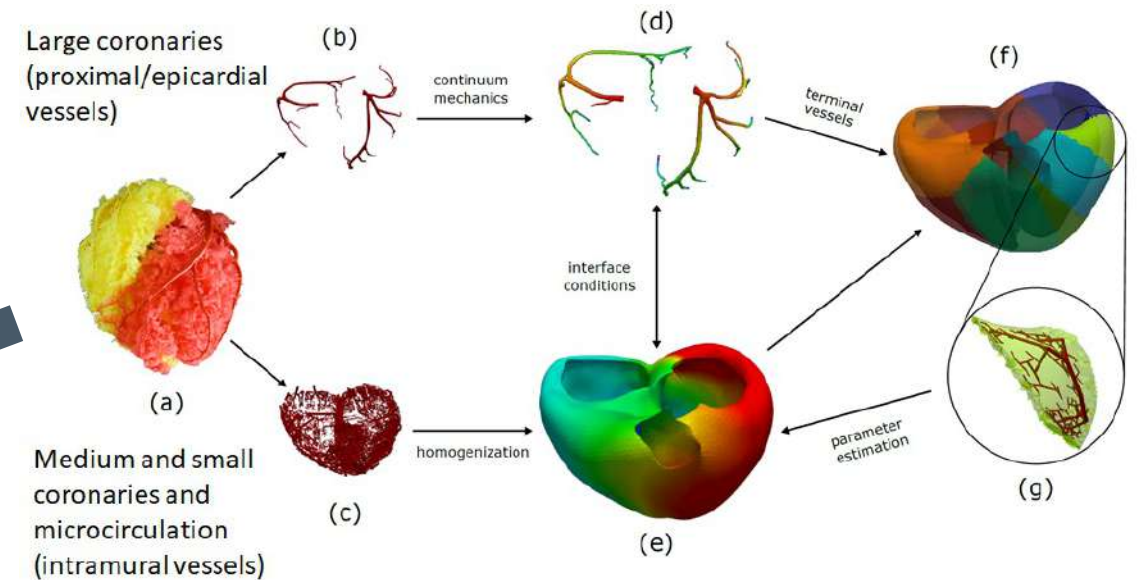 Large coronaries
(proximal/epicardial
vessels)
(b)
continuum
mechanics
(d)
terminal
vessels
(f)
(a)
interface
conditions
Medium and small
coronaries and
microcirculation
(intramural vessels)
(c)
homogenization
(e)
parameter
estimation
(g)